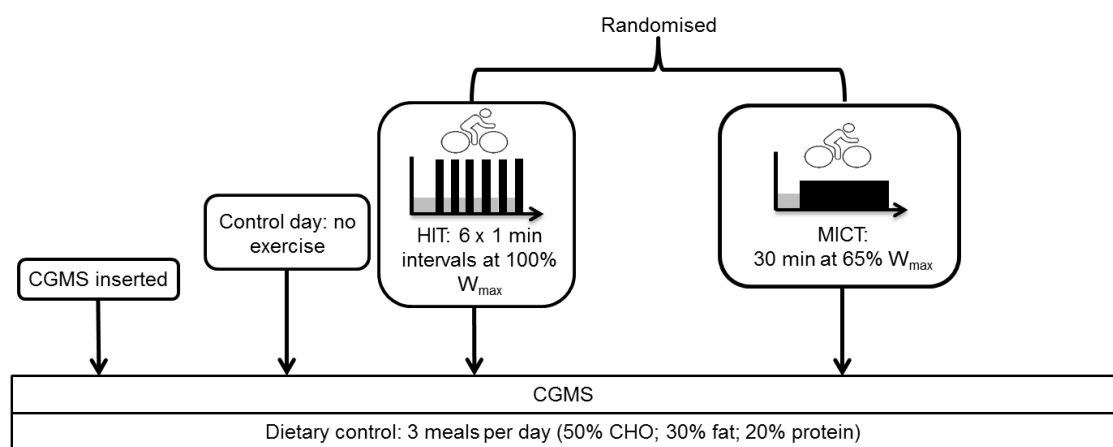 Randomised
CGMS inserted
Control day: no
exercise
HIT: 6 x 1 min
intervals at 100%
Wmax
MICT:
30 min at 65% Wmax
CGMS
Dietary control: 3 meals per day (50% CHO; 30% fat; 20% protein)